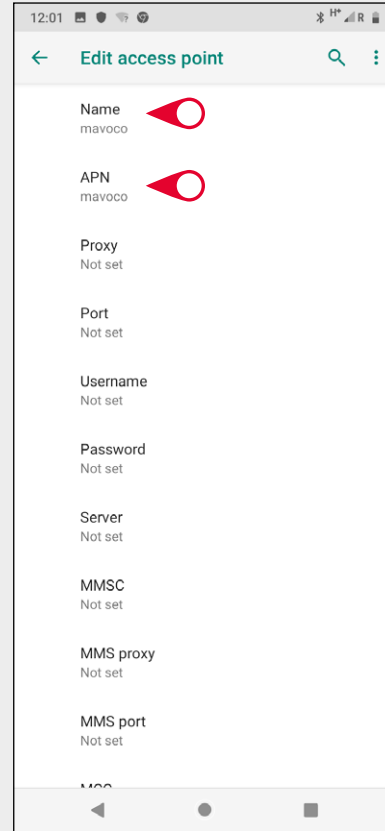 12:01 H+ R
Edit access point
Name
mavoco
APN
mavoco
Proxy
Not set
Port
Not set
Username
Not set
Password
Not set
Server
Not set
MMSC
Not set
MMS proxy
Not set
MMS port
Not set
MCC